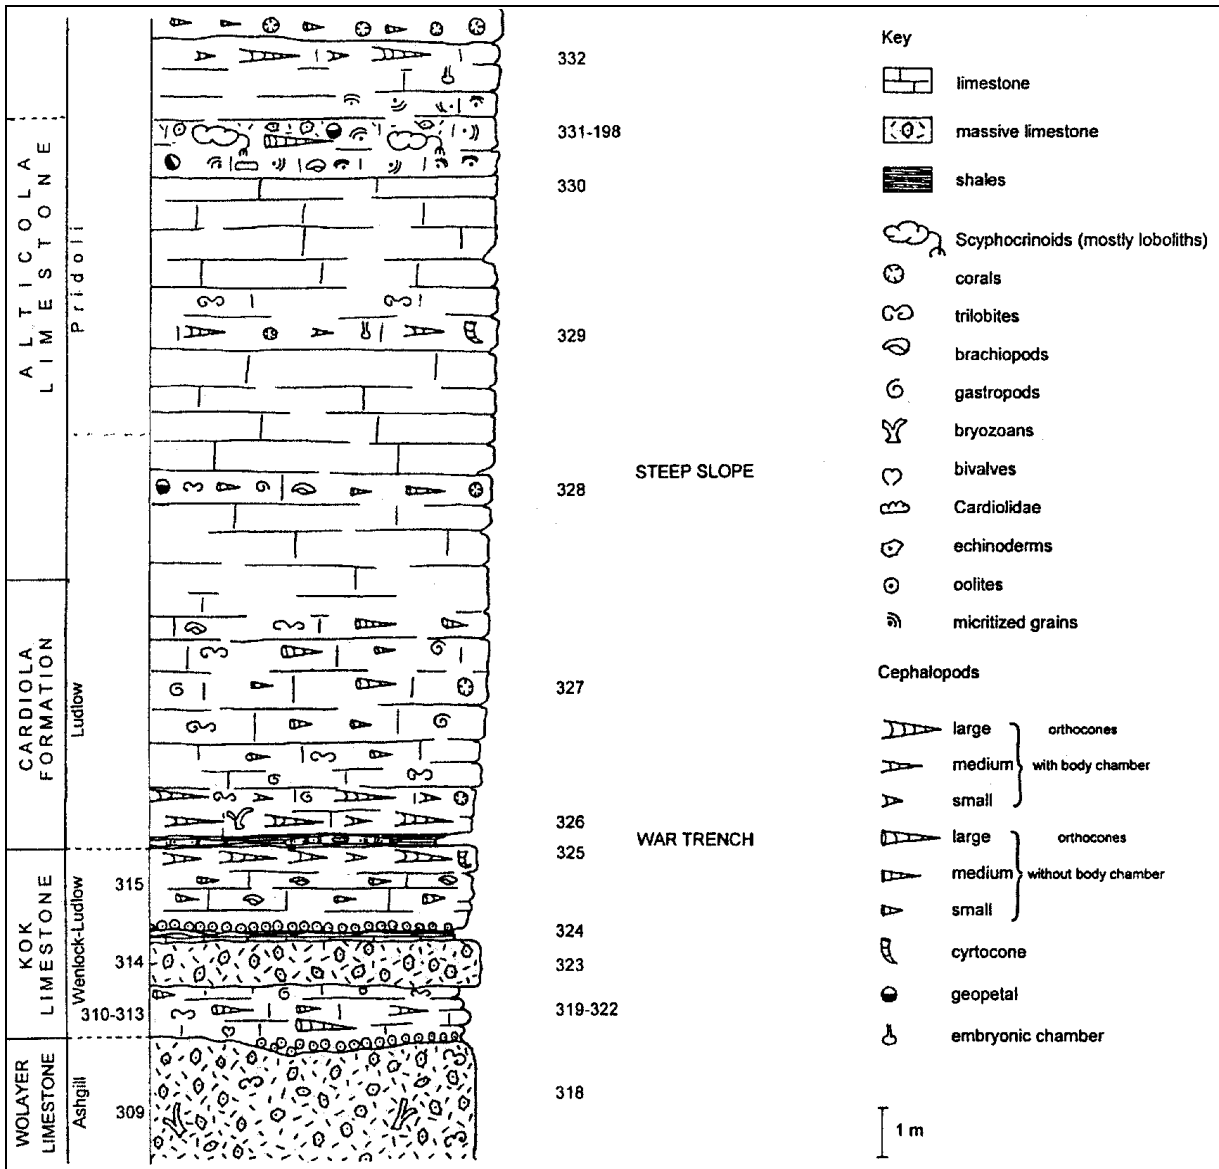 332
331-198
330
329
328
327
326
325
324
323
319-322
318
315
314
310-313
309
ALTICOLAE
LIMESTONE
Pridoli
CARDIOLA
FORMATION
Ludlow
KOK
LIMESTONE
Wenlock-Ludlow
WOLAYER
LIMESTONE
Ashgill
STEEP SLOPE
WAR TRENCH
Key
limestone
massive limestone
shales
Scyphocrinoids (mostly loboliths)
corals
trilobites
brachiopods
gastropods
bryozoans
bivalves
Cardiolidae
echinoderms
oolites
micritized grains
Cephalopods
large orthocones
medium with body chamber
small
large orthocones
medium without body chamber
small
cyrtocone
geopetal
embryonic chamber
1 m